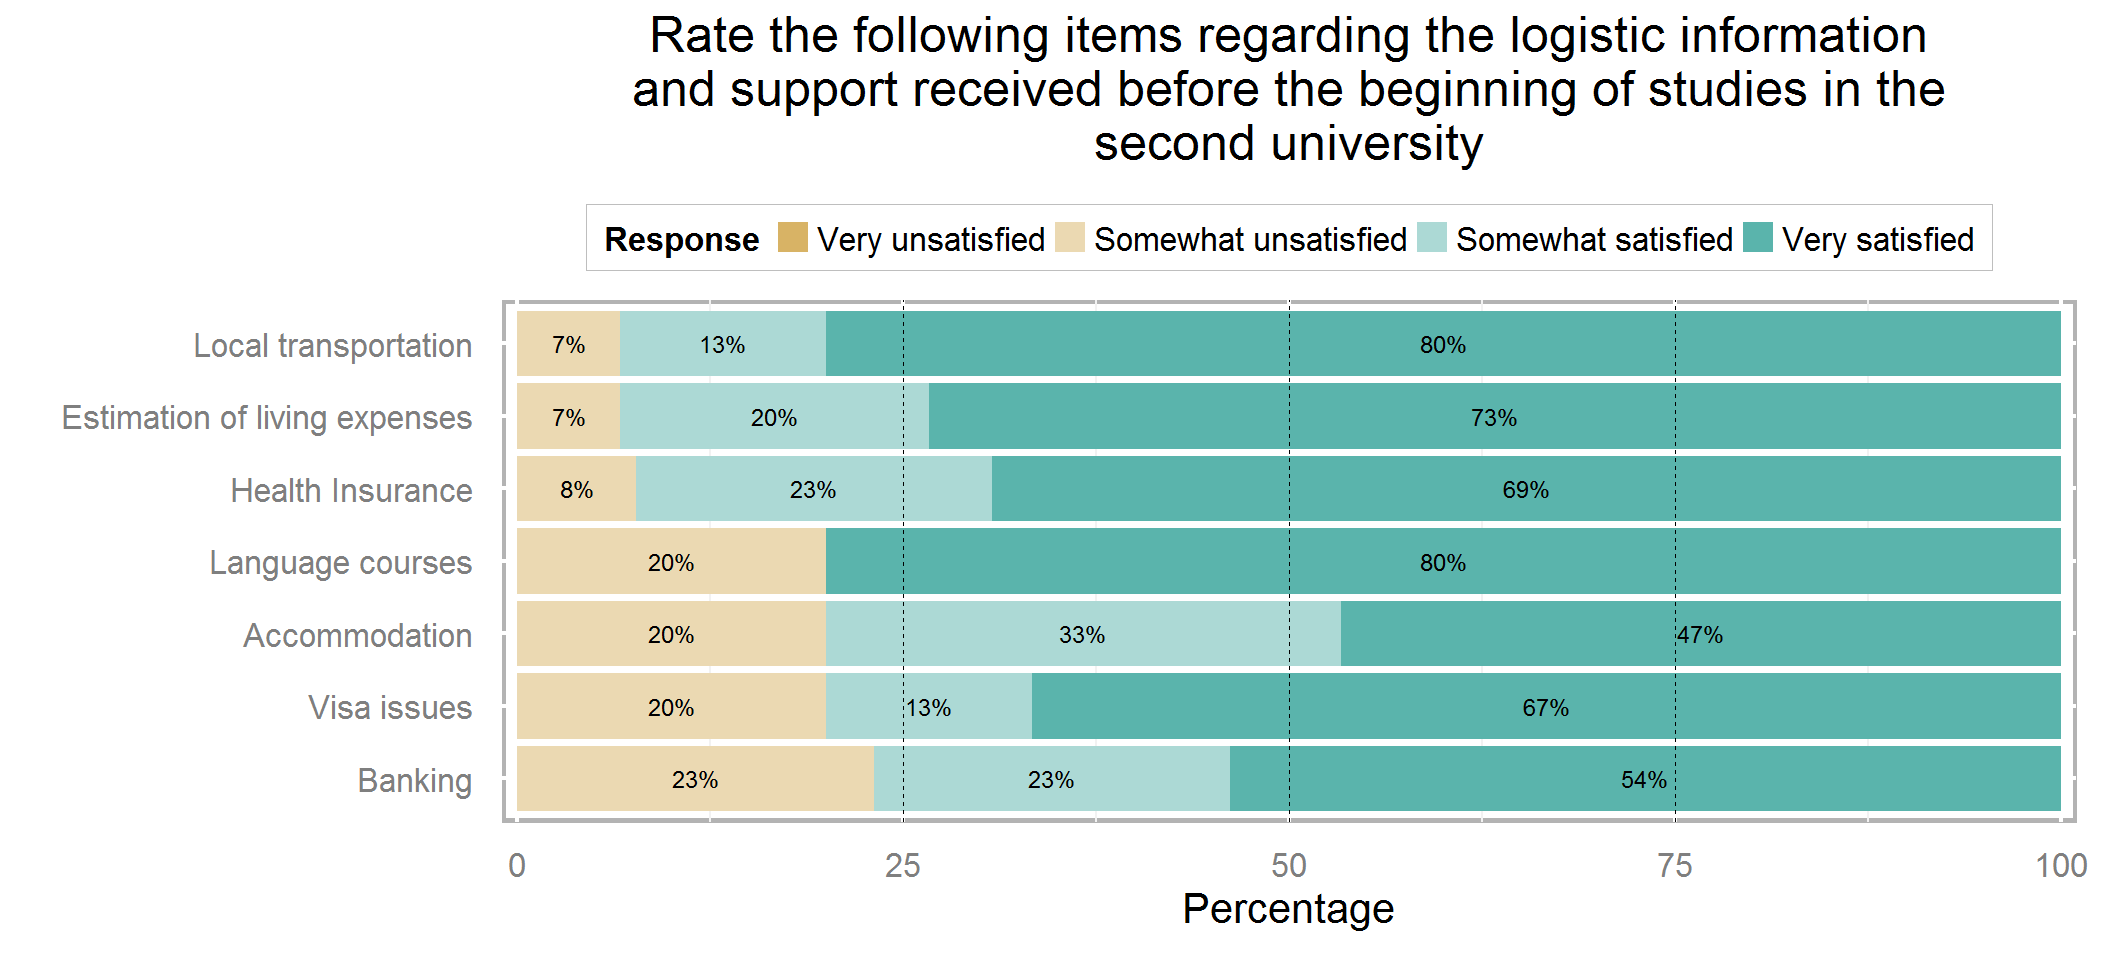 Rate the following items regarding the logistic information
and support received before the beginning of studies in the
second university
Response Very unsatisfied Somewhat unsatisfied Somewhat satisfied Very satisfied
Local transportation 7% 13% 80%
Estimation of living expenses 7% 20% 73%
Health Insurance 8% 23% 69%
Language courses 20% 80%
Accommodation 20% 33% 47%
Visa issues 20% 13% 67%
Banking 23% 23% 54%
0 25 50 75 100
Percentage